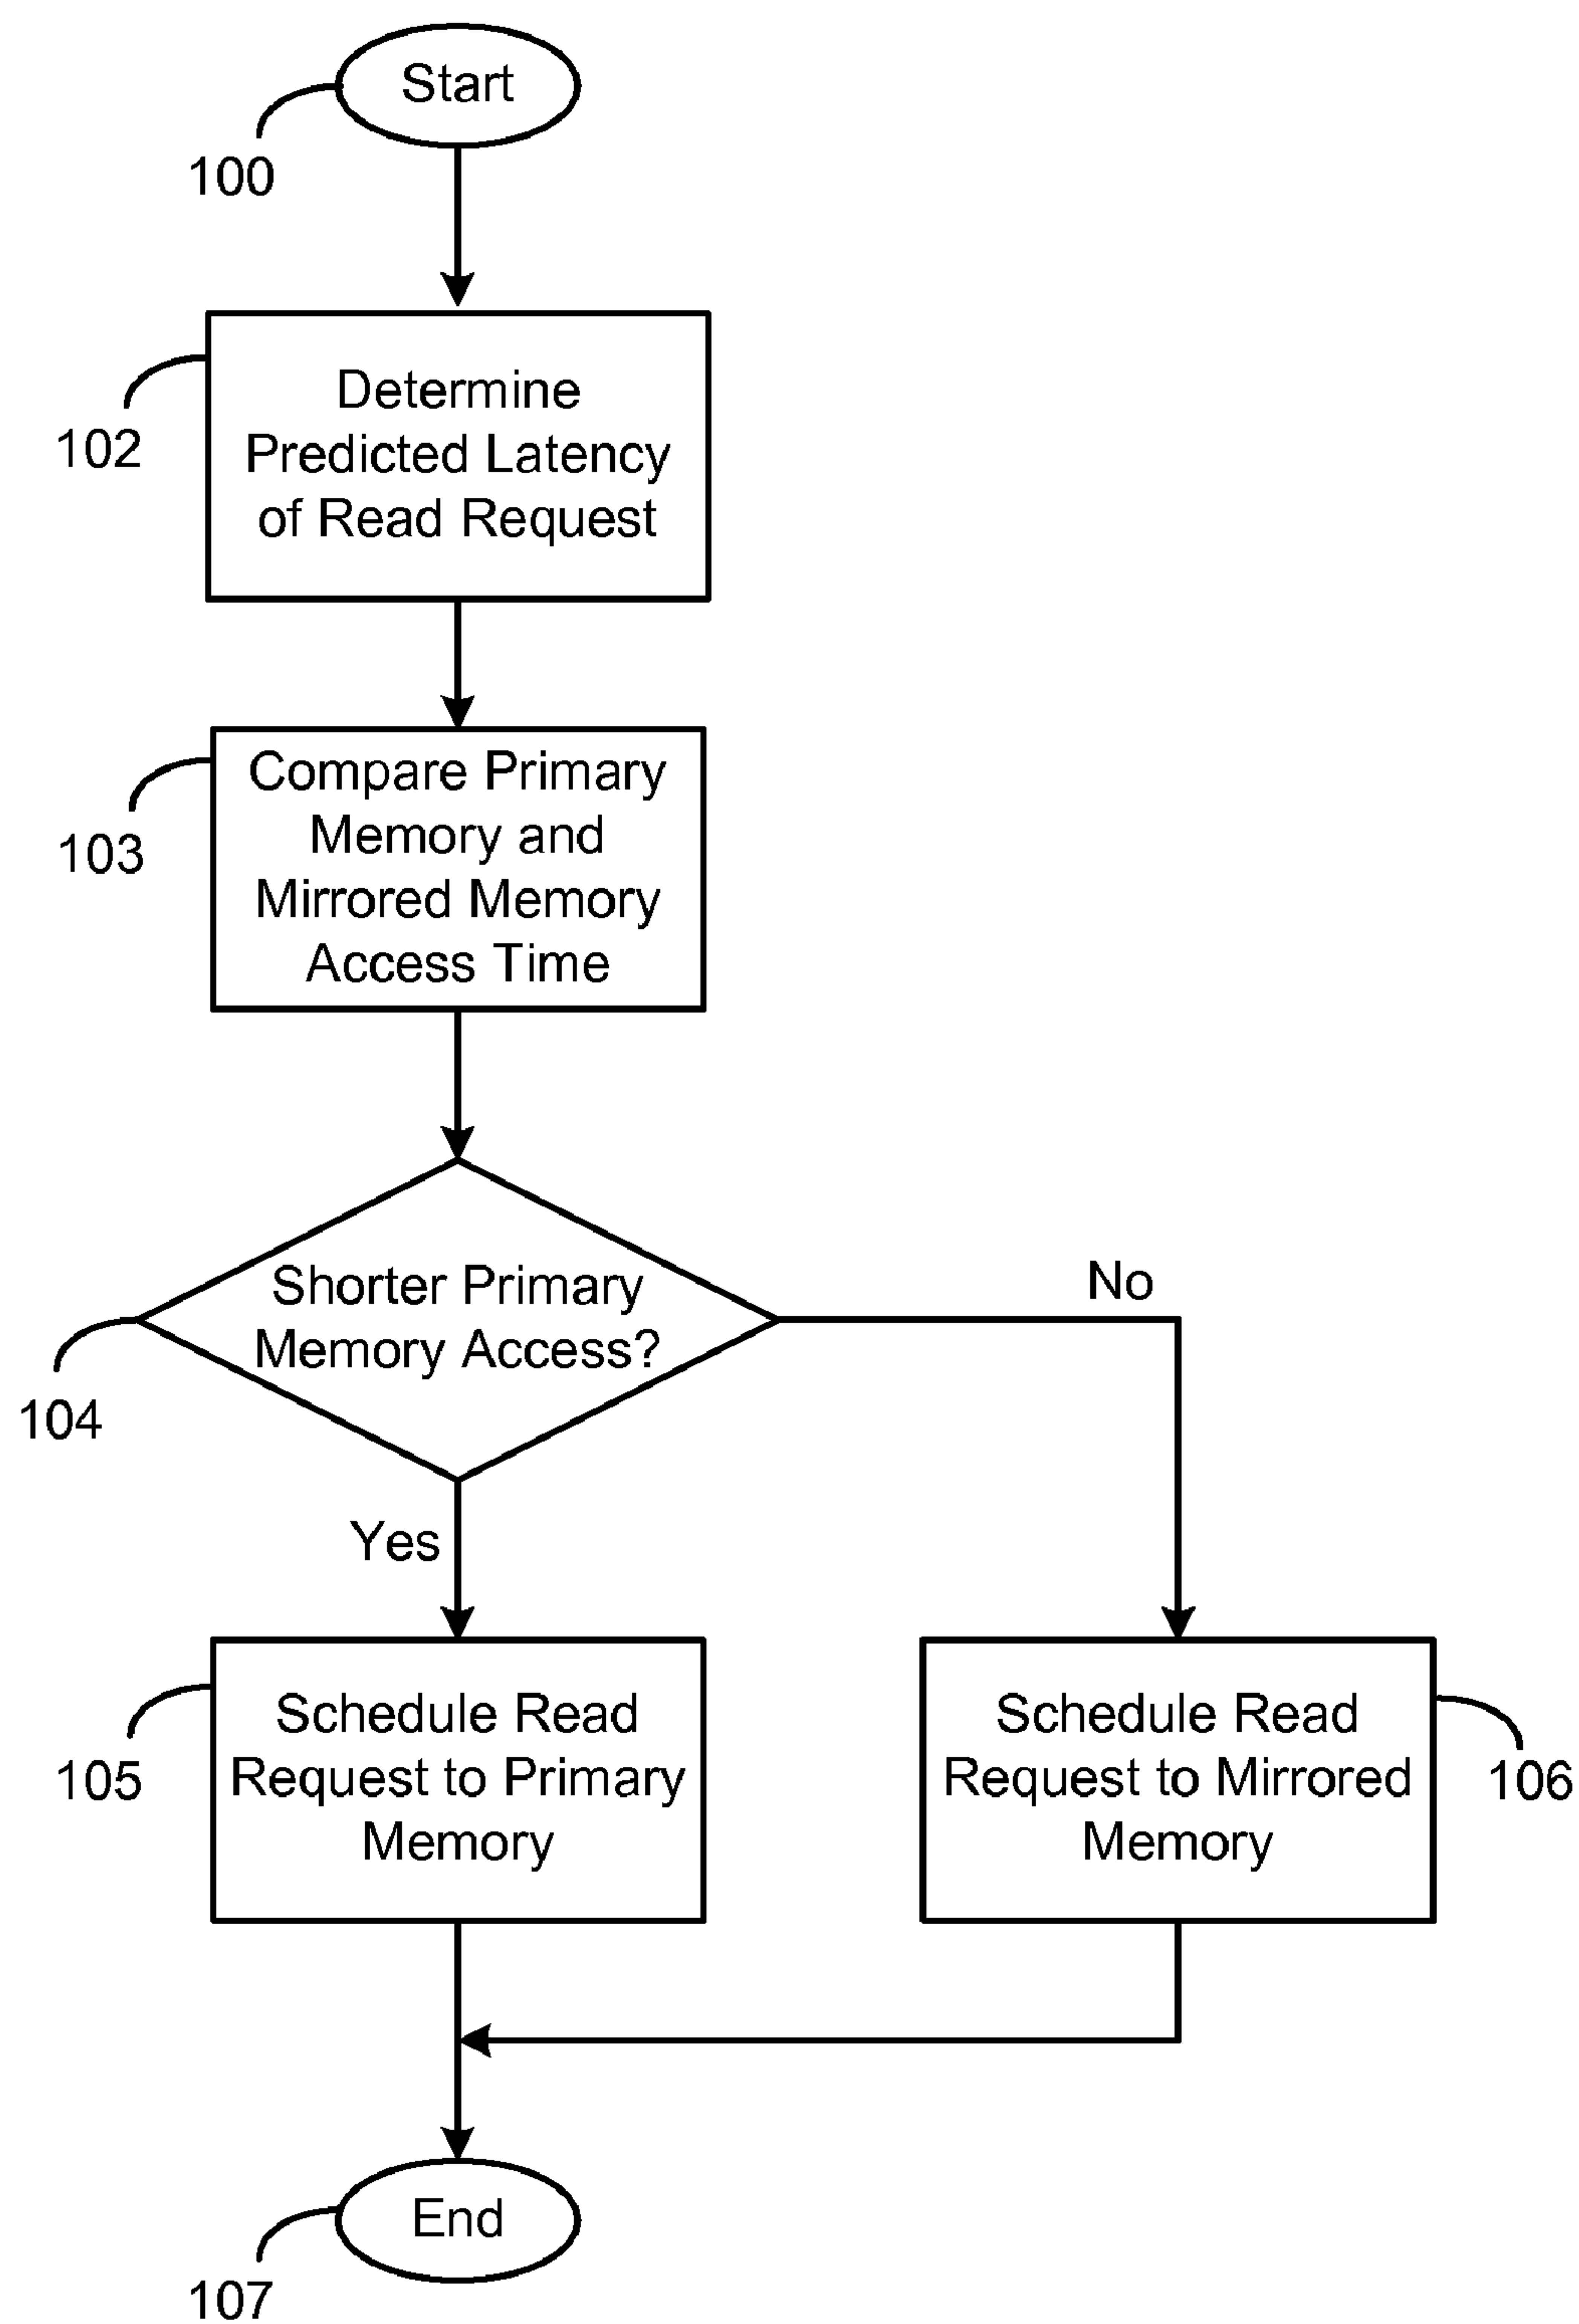 Start
100
Determine
Predicted Latency
of Read Request
102
Compare Primary
Memory and
Mirrored Memory
Access Time
103
Shorter Primary
Memory Access?
104
No
Yes
Schedule Read
Request to Primary
Memory
105
Schedule Read
Request to Mirrored
Memory
106
End
107